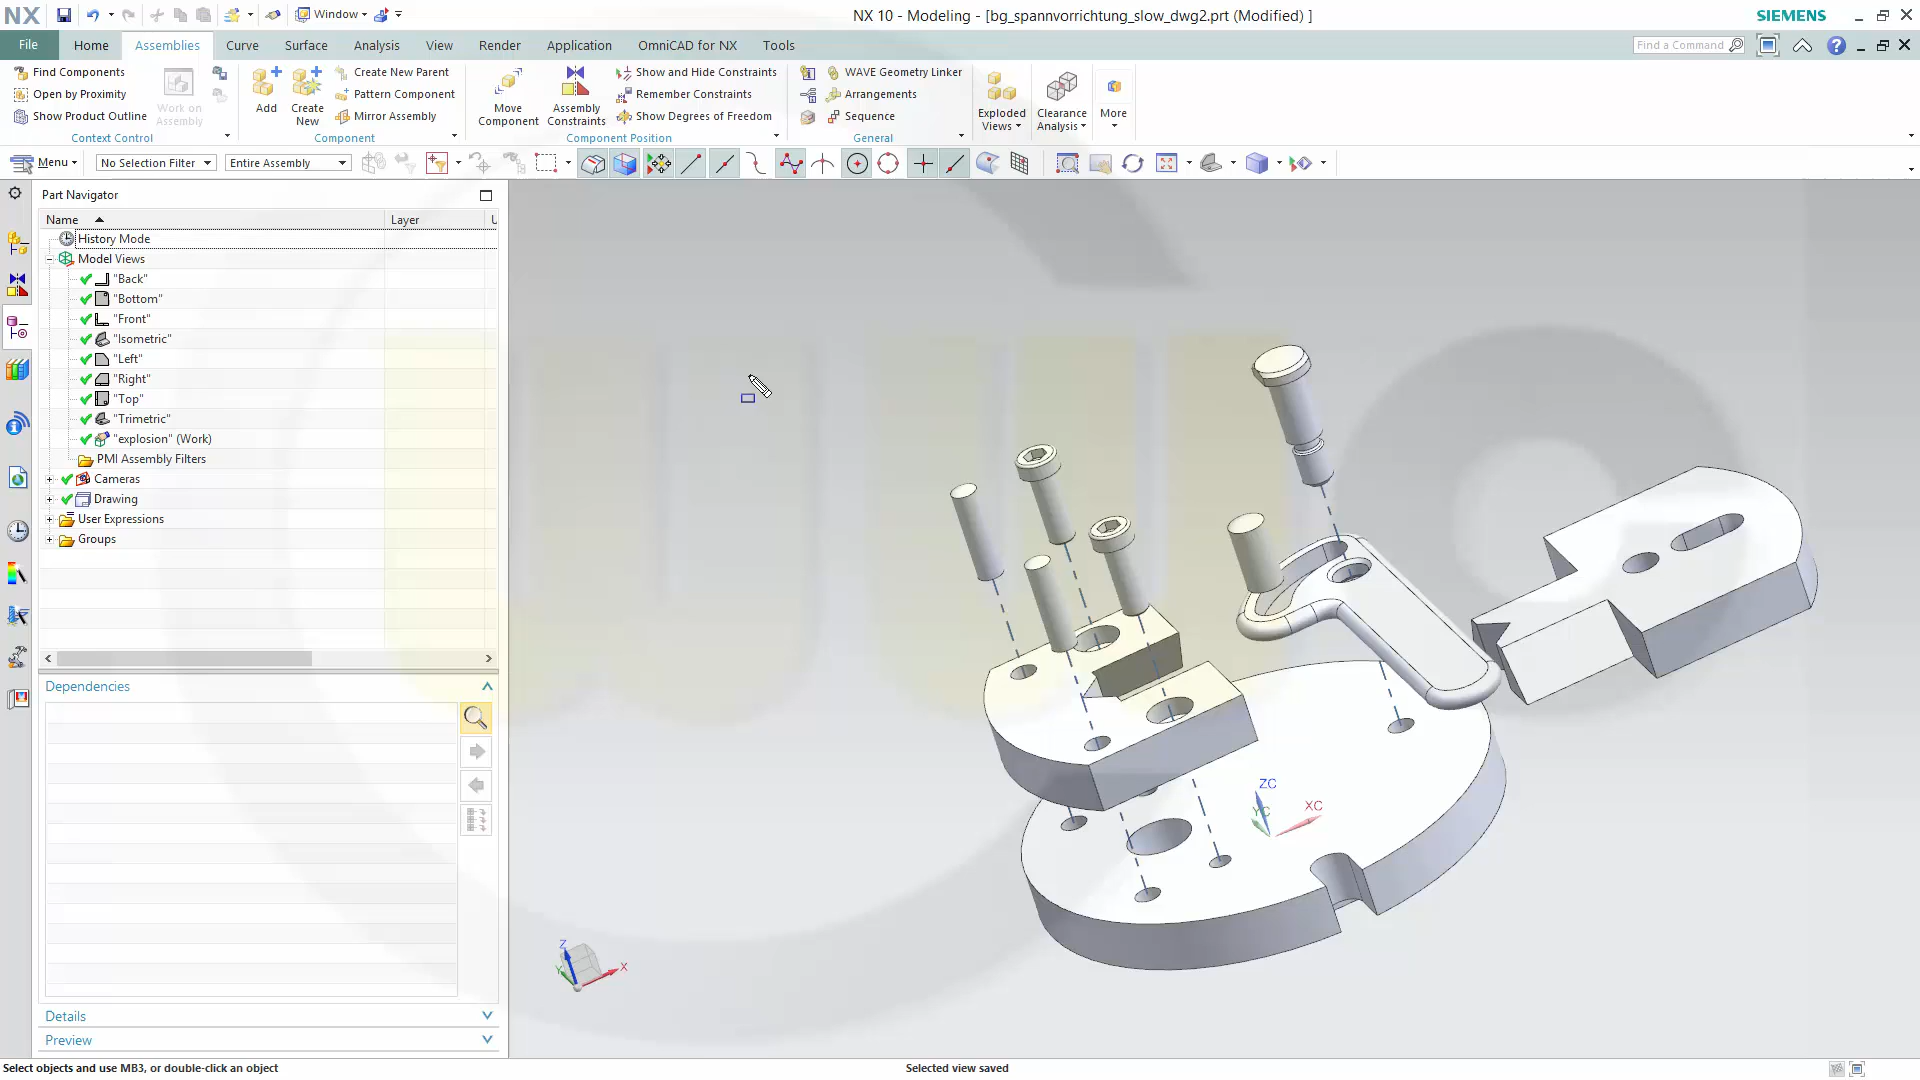 NX Window NX 10 - Modeling - [bg_spannvorrichtung_slow_dwg2.prt (Modified) ] SIEMENS
File Home Assemblies Curve Surface Analysis View Render Application OmniCAD for NX Tools Find a Command
Find Components Create New Parent Show and Hide Constraints WAVE Geometry Linker
Open by Proximity Pattern Component Remember Constraints Arrangements
Show Product Outline Mirror Assembly Show Degrees of Freedom Sequence
Work on Assembly Add Create New Move Component Assembly Constraints Exploded Views Clearance Analysis More
Context Control Component Component Position General
Menu No Selection Filter Entire Assembly
Part Navigator
Name Layer U
History Mode
Model Views
"Back"
"Bottom"
"Front"
"Isometric"
"Left"
"Right"
"Top"
"Trimetric"
"explosion" (Work)
PMI Assembly Filters
Cameras
Drawing
User Expressions
Groups
Dependencies
Details
Preview
ZC
YC
XC
Z
Y
X
Select objects and use MB3, or double-click an object Selected view saved